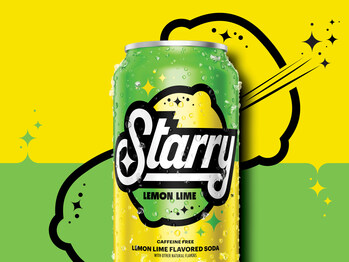 Starry
LEMON LIME
CAFFEINE FREE
LEMON LIME FLAVORED SODA
WITH OTHER NATURAL FLAVORS